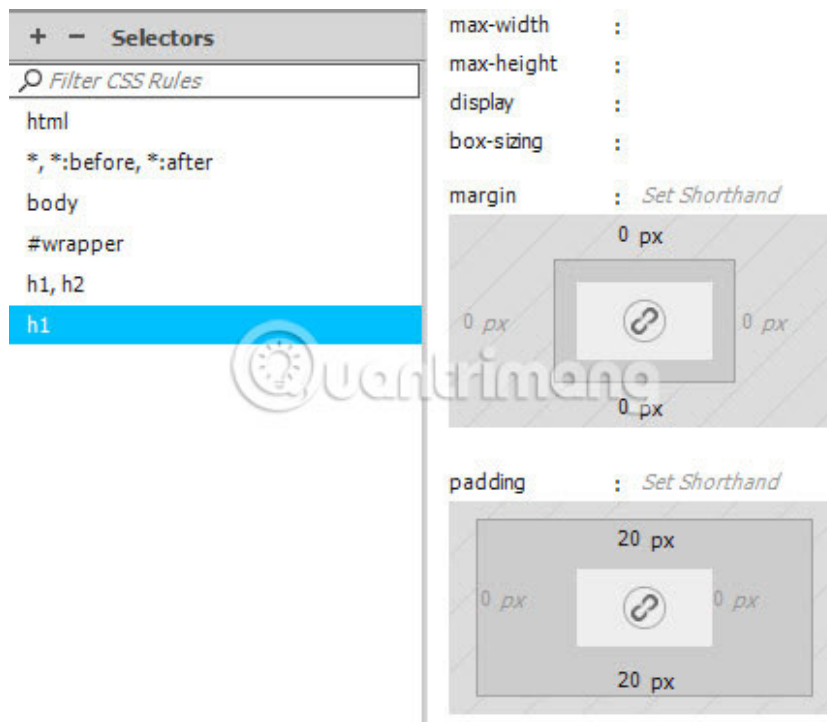 + - Selectors
Filter CSS Rules
html
*, *:before, *:after
body
#wrapper
h1, h2
h1
max-width :
max-height :
display :
box-sizing :
margin : Set Shorthand
0 px
0 px 0 px
0 px
padding : Set Shorthand
20 px
0 px 0 px
20 px
Quantrimang